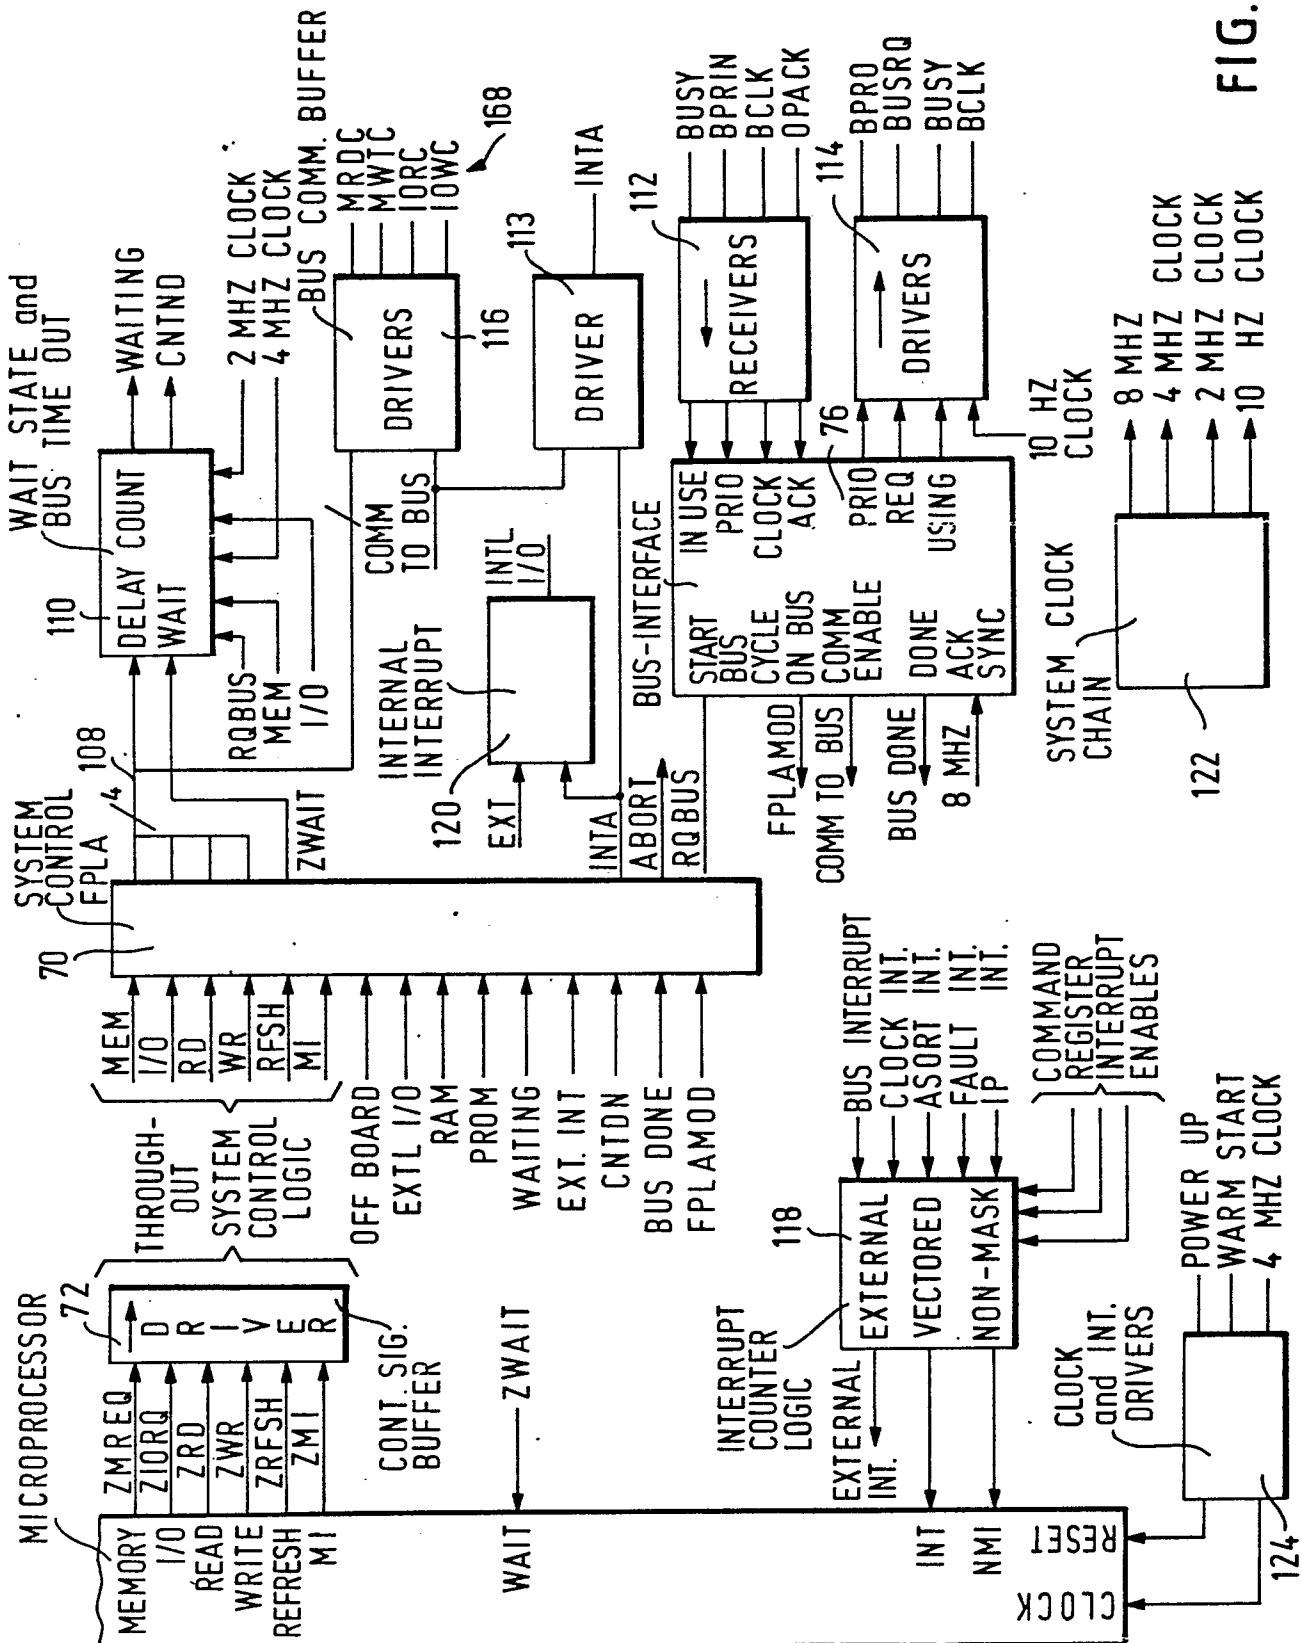 MICROPROCESSOR
MEMORY
I/O
READ
WRITE
REFRESH
MI
WAIT
INT
NMI
RESET
CLOCK
ZMREQ
ZIORQ
ZRD
ZWR
ZRFSH
ZMI
72
DRIVER
CONT. SIG.
BUFFER
ZWAIT
THROUGH-
OUT
SYSTEM
CONTROL
LOGIC
MEM
I/O
RD
WR
RFSH
MI
OFF BOARD
EXTL I/O
RAM
PROM
WAITING
EXT. INT
CNTDN
BUS DONE
FPLAMOD
SYSTEM
CONTROL
FPLA
70
108
4
ZWAIT
INTA
ABORT
RQBUS
WAIT STATE and
BUS TIME OUT
110
DELAY COUNT
WAIT
RQBUS
MEM
I/O
WAITING
CNTND
2 MHZ CLOCK
4 MHZ CLOCK
BUS COMM. BUFFER
DRIVERS
116
MRDC
MWTC
IORC
IOWC
168
COMM
TO BUS
113
DRIVER
INTA
INTERNAL
INTERRUPT
120
EXT
INTL
I/O
BUS-INTERFACE
START
BUS
CYCLE
ON BUS
COMM
ENABLE
DONE
ACK
SYNC
IN USE
PRIO
CLOCK
ACK
76
PRIO
REQ
USING
FPLAMOD
COMM TO BUS
BUS DONE
8 MHZ
112
RECEIVERS
BUSY
BPRIN
BCLK
OPACK
114
DRIVERS
BPRO
BUSRQ
BUSY
BCLK
10 HZ
CLOCK
INTERRUPT
COUNTER
LOGIC
118
EXTERNAL
VECTORED
NON-MASK
EXTERNAL
INT.
BUS INTERRUPT
CLOCK INT.
ASORT INT.
FAULT INT.
IP INT.
COMMAND
REGISTER
INTERRUPT
ENABLES
CLOCK
and INT.
DRIVERS
124
POWER UP
WARM START
4 MHZ CLOCK
SYSTEM CLOCK
CHAIN
122
8 MHZ
4 MHZ CLOCK
2 MHZ CLOCK
10 HZ CLOCK
FIG.